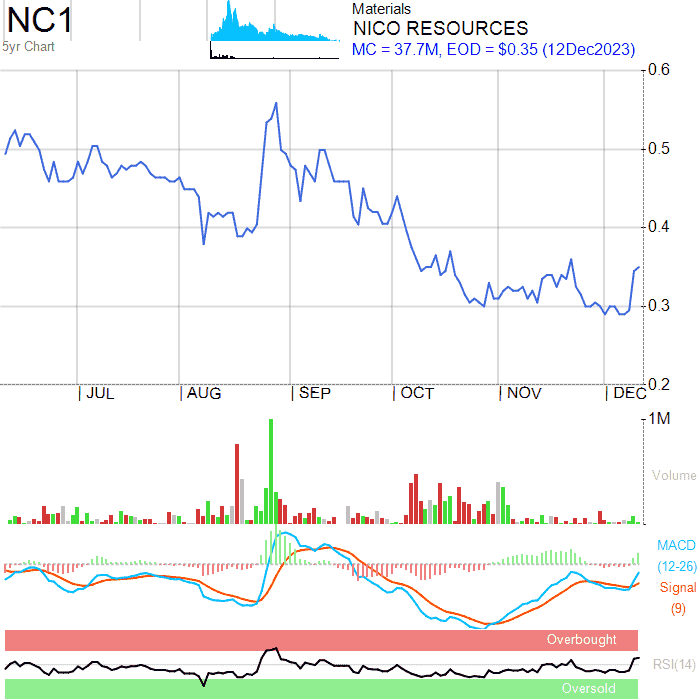 NC1
5yr Chart
Materials
NICO RESOURCES
MC = 37.7M, EOD = $0.35 (12Dec2023)
0.6
0.5
0.4
0.3
0.2
JUL
AUG
SEP
OCT
NOV
DEC
1M
Volume
MACD
(12-26)
Signal
(9)
Overbought
RSI(14)
Oversold